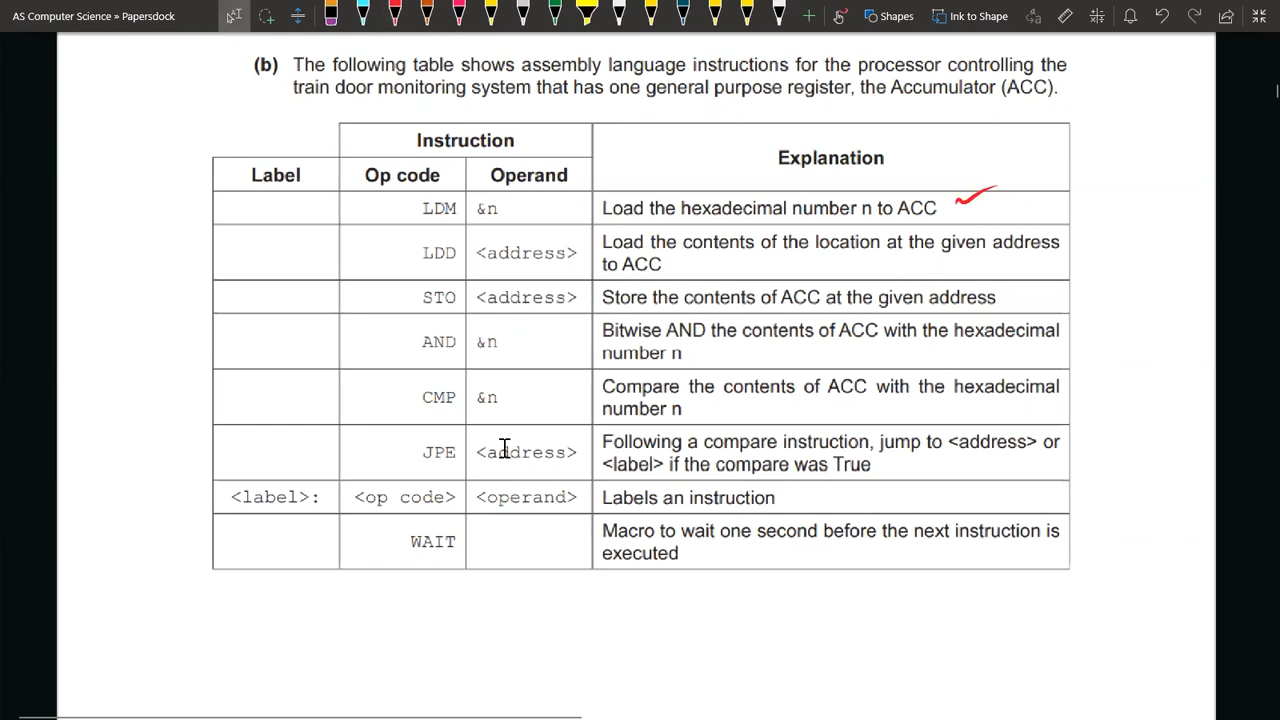 AS Computer Science » Papersdock
Shapes
Ink to Shape
(b) The following table shows assembly language instructions for the processor controlling the
train door monitoring system that has one general purpose register, the Accumulator (ACC).
Instruction
Explanation
Label Op code Operand
LDM &n Load the hexadecimal number n to ACC
LDD <address> Load the contents of the location at the given address
to ACC
STO <address> Store the contents of ACC at the given address
AND &n Bitwise AND the contents of ACC with the hexadecimal
number n
CMP &n Compare the contents of ACC with the hexadecimal
number n
JPE <address> Following a compare instruction, jump to <address> or
<label> if the compare was True
<label>: <op code> <operand> Labels an instruction
WAIT Macro to wait one second before the next instruction is
executed